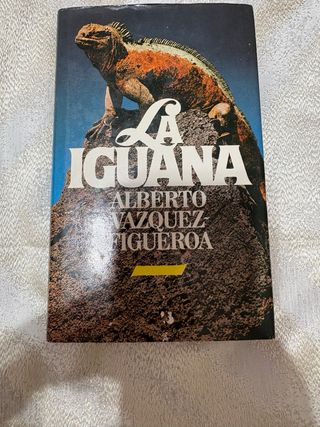 LA
IGUANA
ALBERTO
VAZQUEZ-
FIGUEROA